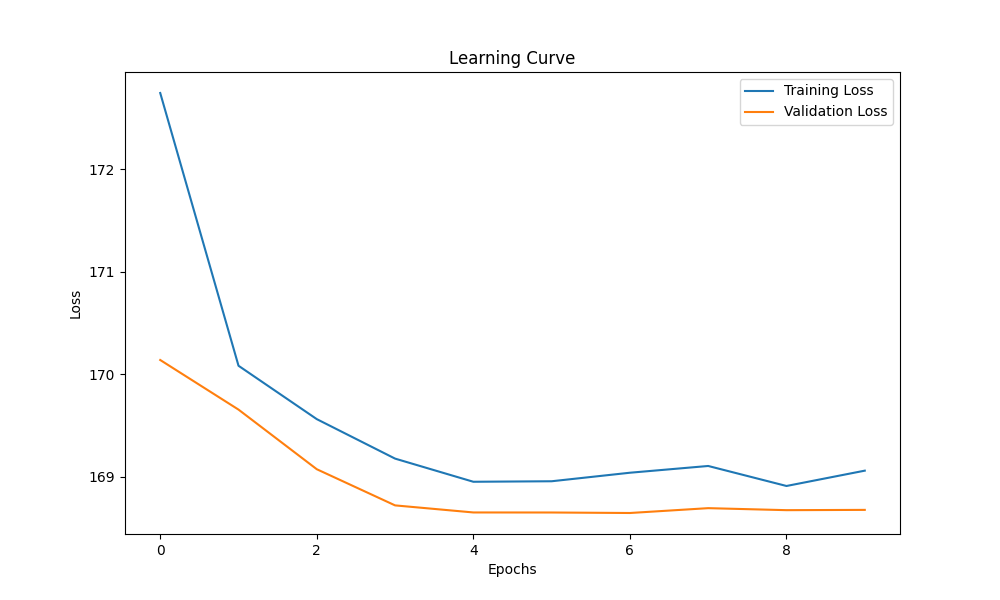 Learning Curve
Training Loss
Validation Loss
172
171
170
169
Loss
0 2 4 6 8
Epochs